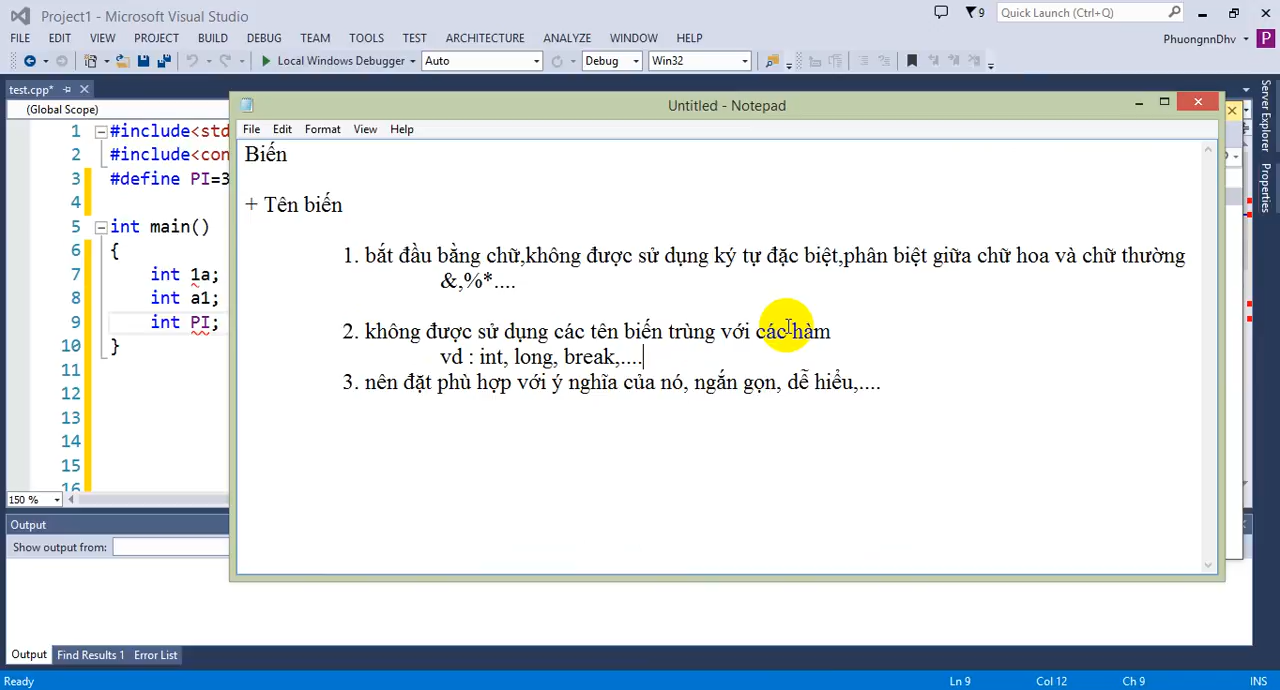 Project1 - Microsoft Visual Studio
9
Quick Launch (Ctrl+Q)
FILE EDIT VIEW PROJECT BUILD DEBUG TEAM TOOLS TEST ARCHITECTURE ANALYZE WINDOW HELP
PhuongnnDhv
P
Local Windows Debugger Auto Debug Win32
test.cpp*
(Global Scope)
Untitled - Notepad
File Edit Format View Help
Biến
+ Tên biến
1. bắt đầu bằng chữ,không được sử dụng ký tự đặc biệt,phân biệt giữa chữ hoa và chữ thường
&,%*....
2. không được sử dụng các tên biến trùng với các hàm
vd : int, long, break,....
3. nên đặt phù hợp với ý nghĩa của nó, ngắn gọn, dễ hiểu,....
1 #include<std
2 #include<con
3 #define PI=3
4
5 int main()
6 {
7 int 1a;
8 int a1;
9 int PI;
10 }
11
12
13
14
15
16
150 %
Server Explorer
Properties
Output
Show output from:
Output Find Results 1 Error List
Ready
Ln 9 Col 12 Ch 9 INS